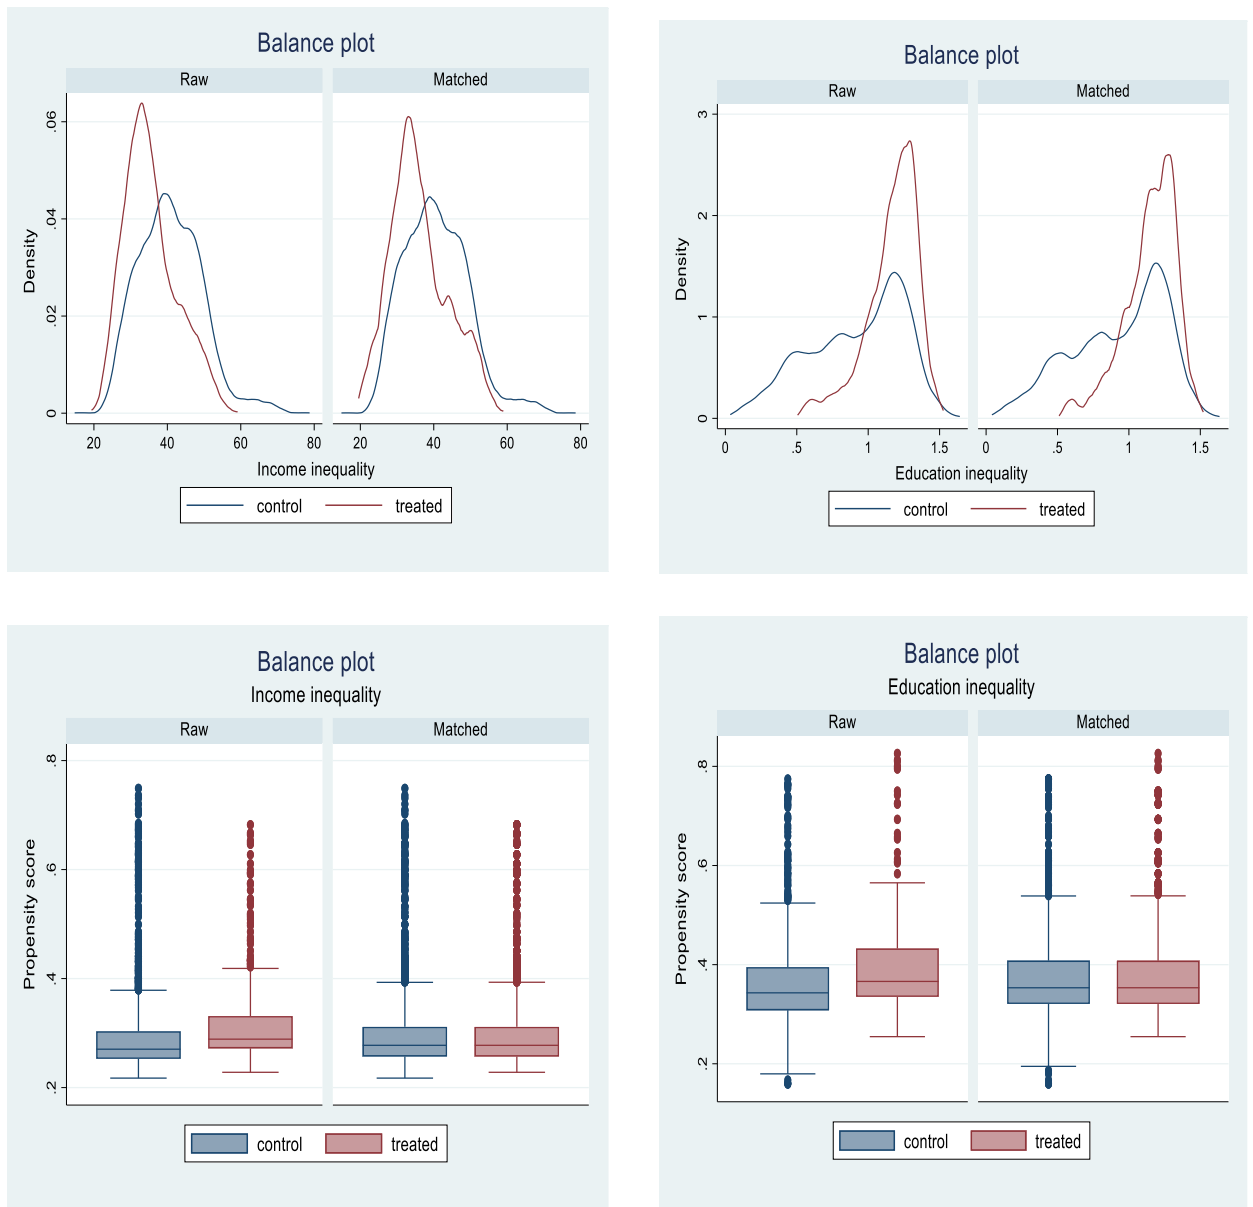 Balance plot
Raw Matched
.06
.04
.02
0
Density
20 40 60 80 20 40 60 80
Income inequality
control treated
Balance plot
Raw Matched
3
2
1
0
Density
0 .5 1 1.5 0 .5 1 1.5
Education inequality
control treated
Balance plot
Income inequality
Raw Matched
.8
.6
.4
.2
Propensity score
control treated
Balance plot
Education inequality
Raw Matched
.8
.6
.4
.2
Propensity score
control treated